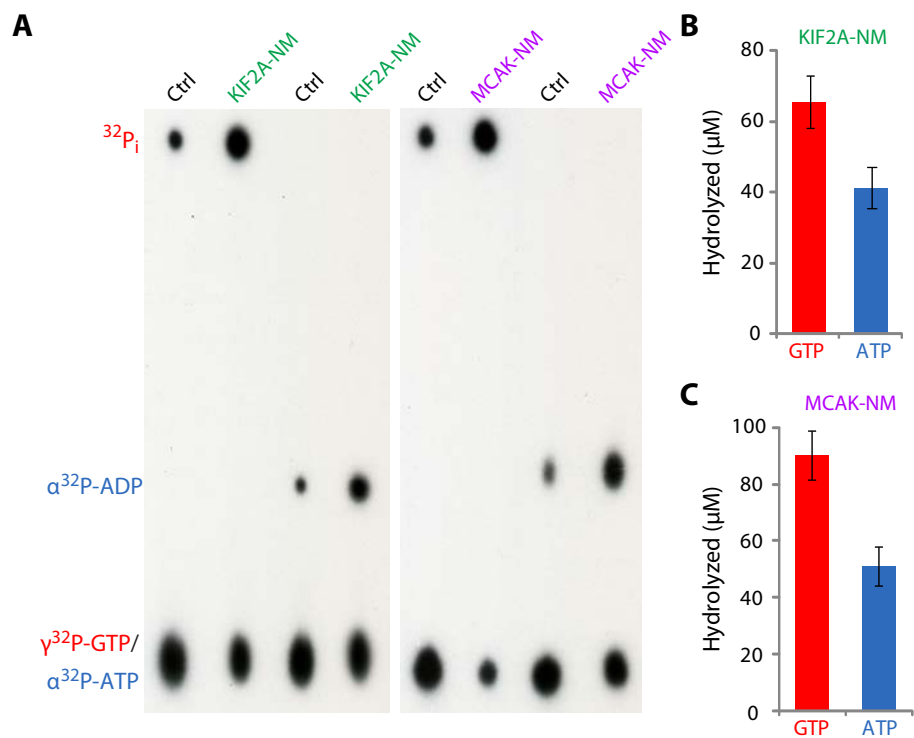 A
Ctrl KIF2A-NM Ctrl KIF2A-NM Ctrl MCAK-NM Ctrl MCAK-NM
³²Pᵢ
α³²P-ADP
γ³²P-GTP/
α³²P-ATP
B
KIF2A-NM
Hydrolyzed (μM)
80
60
40
20
0
GTP ATP
C
MCAK-NM
Hydrolyzed (μM)
100
80
60
40
20
0
GTP ATP